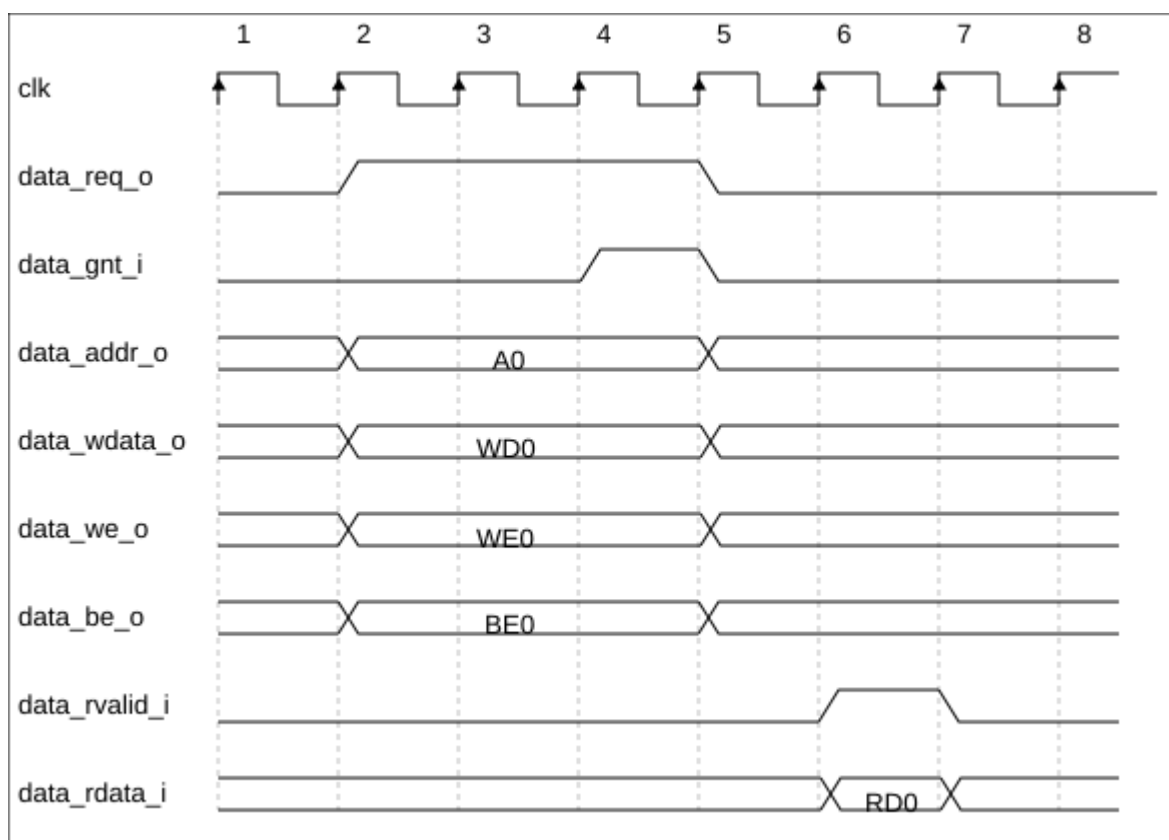 1 2 3 4 5 6 7 8
clk
data_req_o
data_gnt_i
data_addr_o A0
data_wdata_o WD0
data_we_o WE0
data_be_o BE0
data_rvalid_i
data_rdata_i RD0